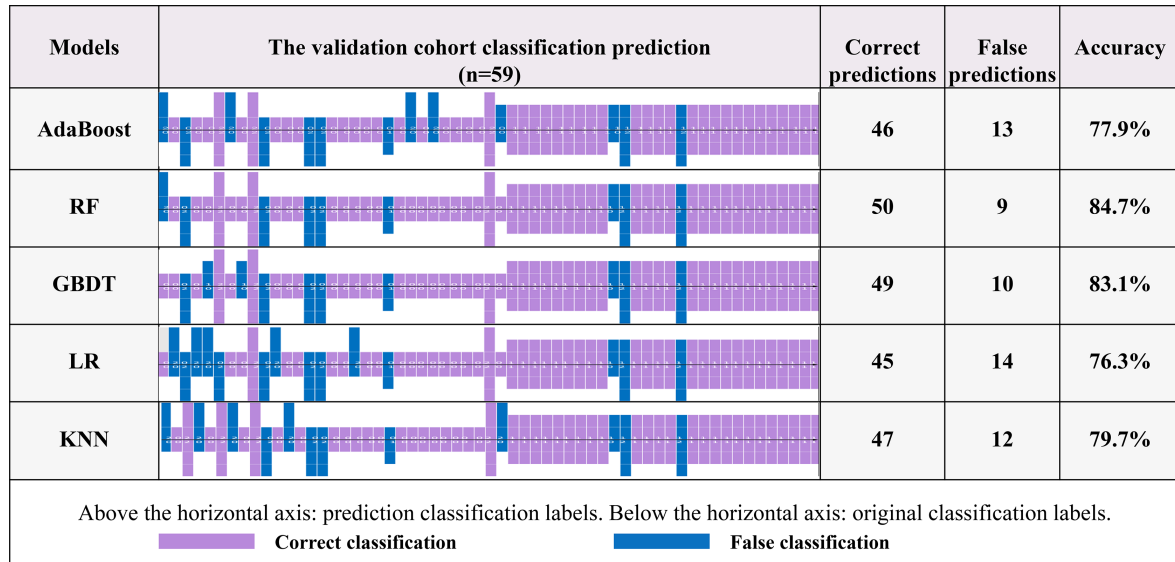 Models The validation cohort classification prediction (n=59) Correct predictions False predictions Accuracy
AdaBoost 46 13 77.9%
RF 50 9 84.7%
GBDT 49 10 83.1%
LR 45 14 76.3%
KNN 47 12 79.7%
Above the horizontal axis: prediction classification labels. Below the horizontal axis: original classification labels.
Correct classification False classification